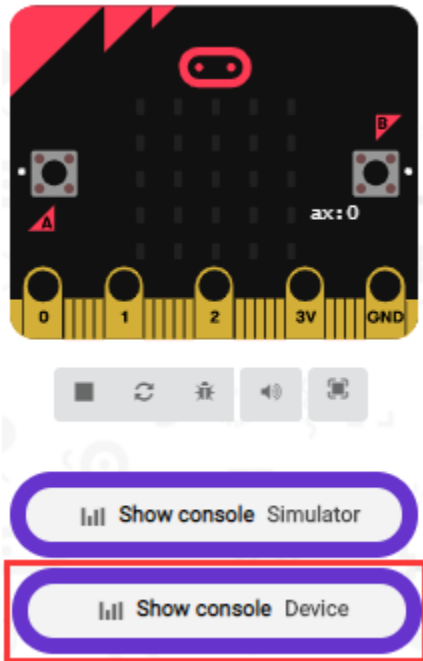 B
A
ax:0
0 1 2 3V GND
Show console Simulator
Show console Device